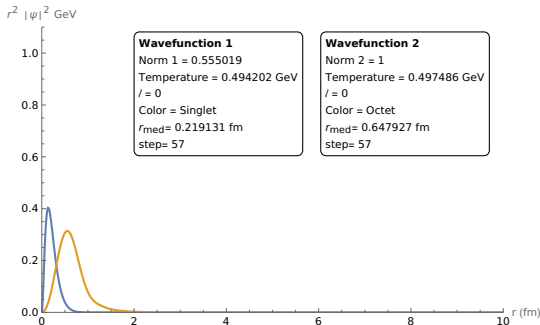 r² |ψ|² GeV
Wavefunction 1
Norm 1 = 0.555019
Temperature = 0.494202 GeV
l = 0
Color = Singlet
rmed= 0.219131 fm
step= 57
Wavefunction 2
Norm 2 = 1
Temperature = 0.497486 GeV
l = 0
Color = Octet
rmed= 0.647927 fm
step= 57
1.0
0.8
0.6
0.4
0.2
0.0
0
2
4
6
8
10
r (fm)